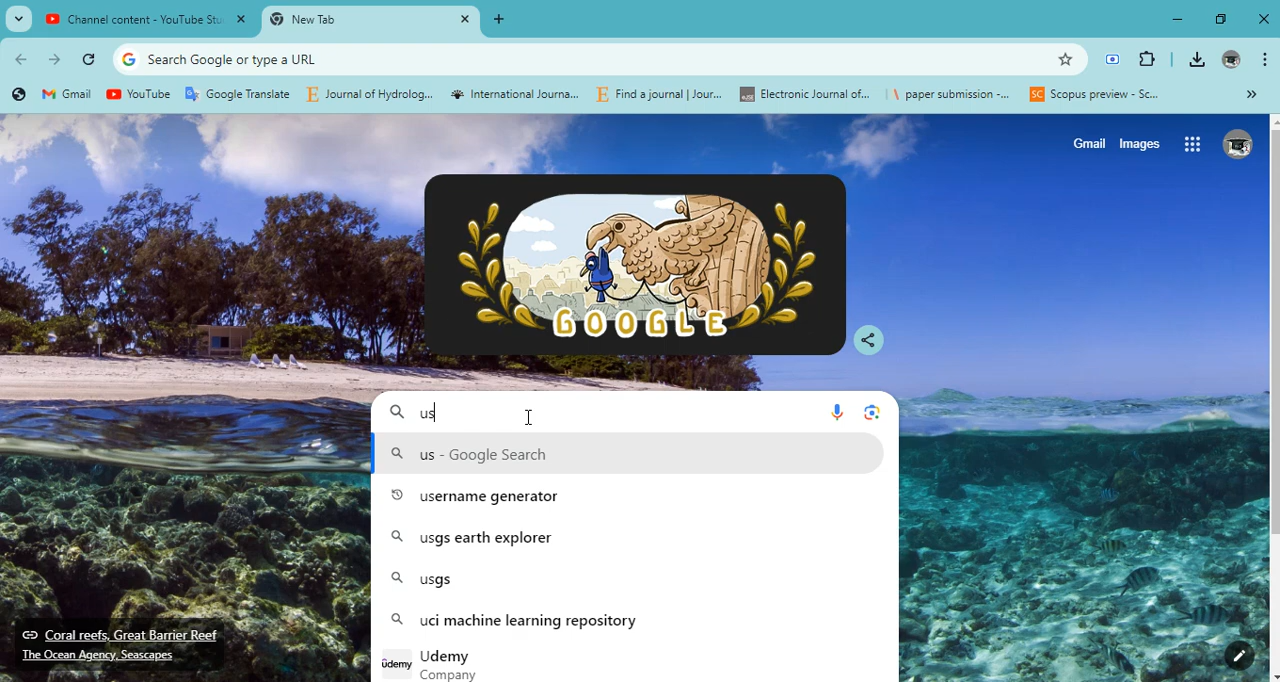 Channel content - YouTube Stu
New Tab
Search Google or type a URL
Gmail
YouTube
Google Translate
Journal of Hydrolog...
International Journa...
Find a journal | Jour...
Electronic Journal of...
paper submission -...
Scopus preview - Sc...
Gmail
Images
GOOGLE
us
us - Google Search
username generator
usgs earth explorer
usgs
uci machine learning repository
ûdemy
Udemy
Company
Coral reefs, Great Barrier Reef
The Ocean Agency, Seascapes